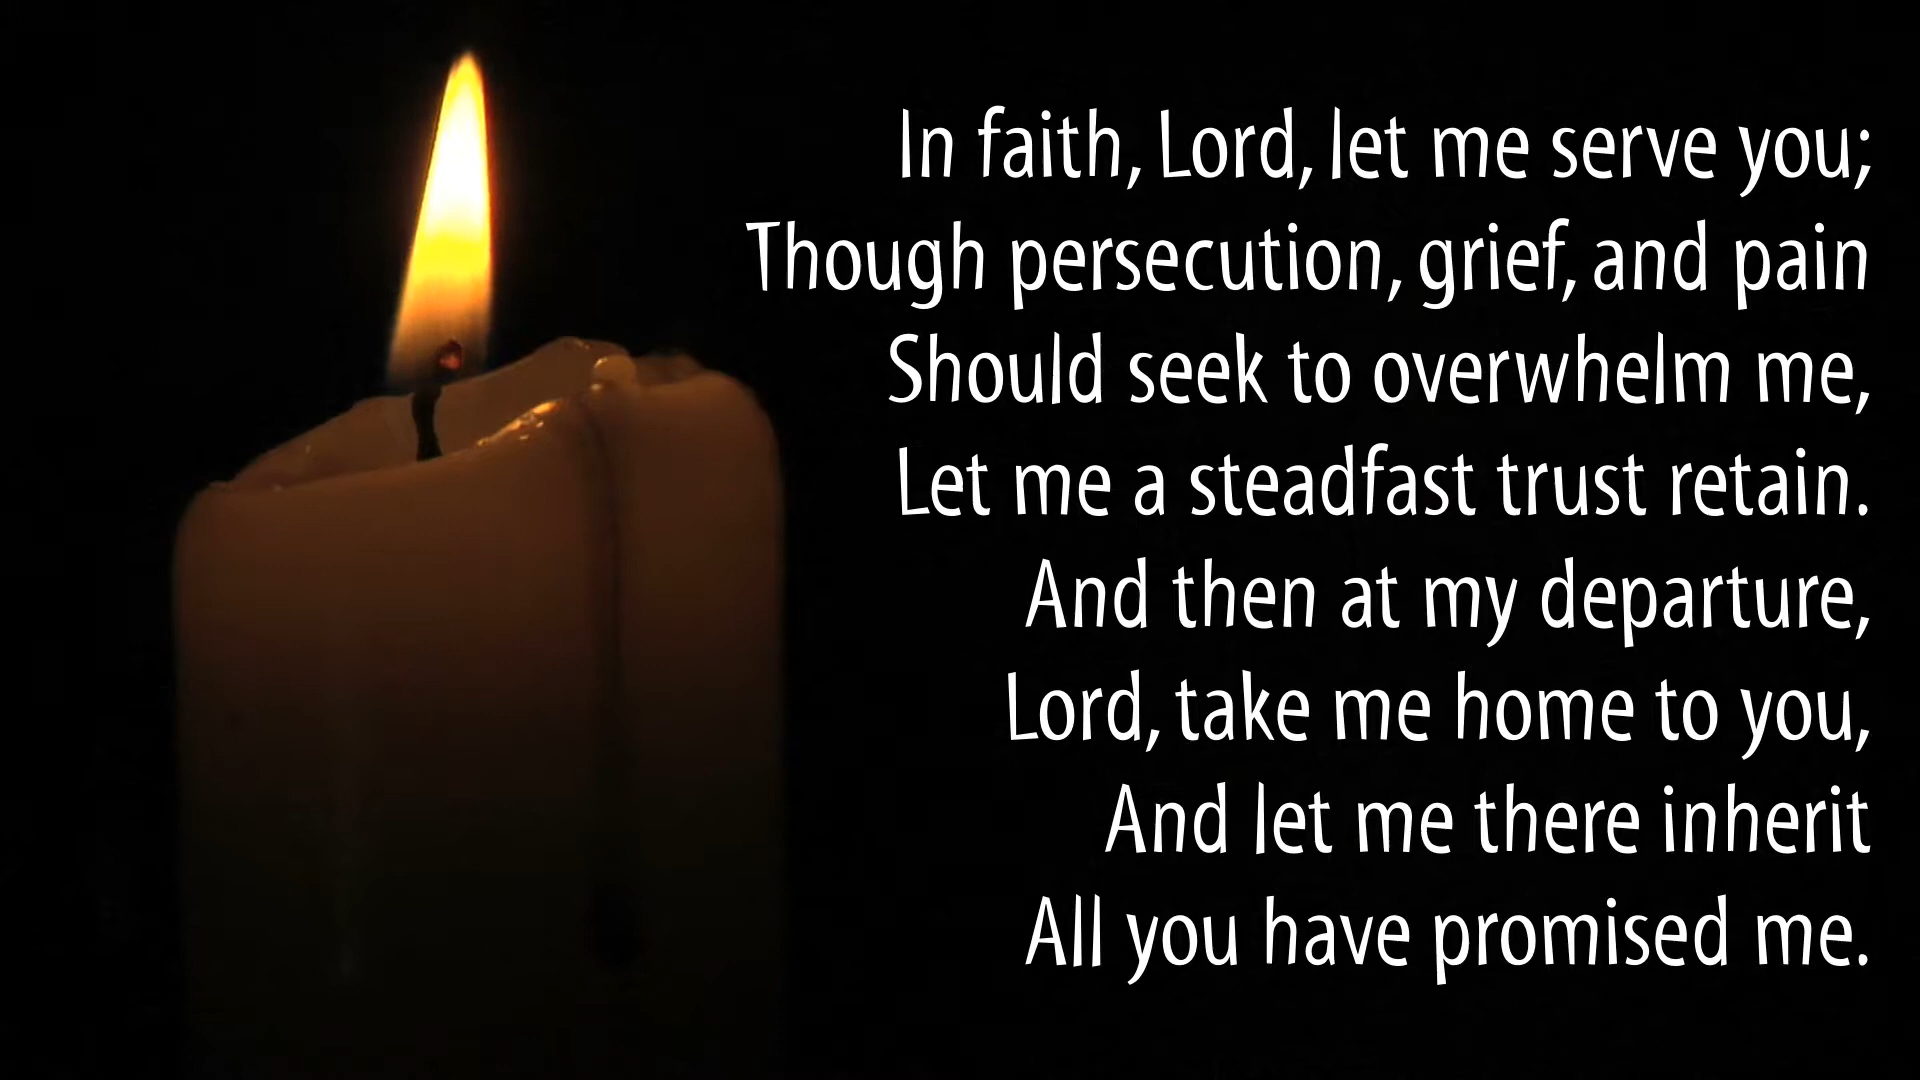 In faith, Lord, let me serve you;
Though persecution, grief, and pain
Should seek to overwhelm me,
Let me a steadfast trust retain.
And then at my departure,
Lord, take me home to you,
And let me there inherit
All you have promised me.